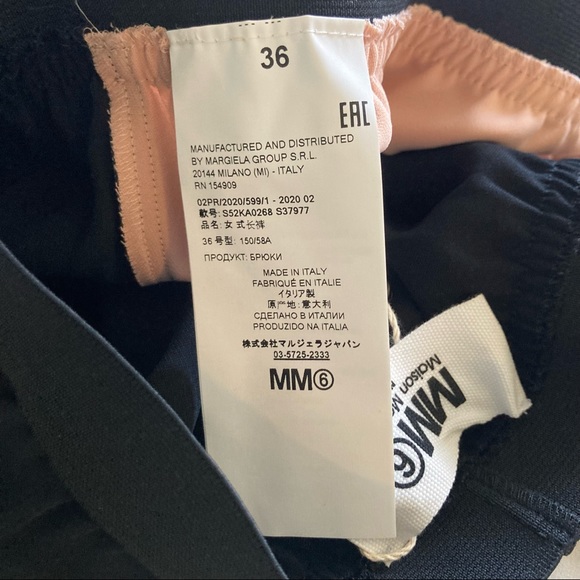 36
EAC
MANUFACTURED AND DISTRIBUTED
BY MARGIELA GROUP S.R.L.
20144 MILANO (MI) - ITALY
RN 154909
02PR/2020/599/1 - 2020 02
款号: S52KA0268 S37977
品名: 女式长裤
36 号型: 150/58A
ПРОДУКТ: БРЮКИ
MADE IN ITALY
FABRIQUÉ EN ITALIE
イタリア製
原产地: 意大利
СДЕЛАНО В ИТАЛИИ
PRODUZIDO NA ITALIA
株式会社マルジェラジャパン
03-5725-2333
MM⑥
MM⑥
Maison